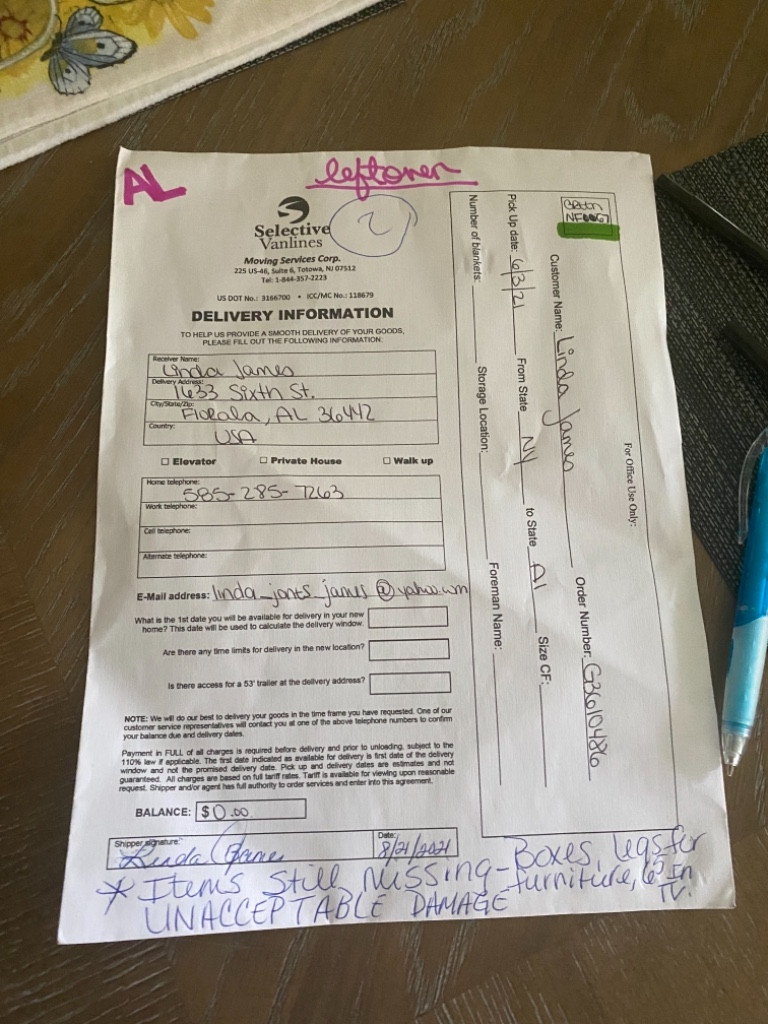 AL
leftover
2
Selective
Vanlines
Moving Services Corp.
225 US-46, Suite 6, Totowa, NJ 07512
Tel: 1-844-357-2223
US DOT No.: 3166700 • ICC/MC No.: 118679
DELIVERY INFORMATION
TO HELP US PROVIDE A SMOOTH DELIVERY OF YOUR GOODS,
PLEASE FILL OUT THE FOLLOWING INFORMATION:
Receiver Name:
Linda James
Delivery Address:
1633 Sixth St.
City/State/Zip:
Florala, AL 36442
Country:
USA
☐ Elevator ☐ Private House ☐ Walk up
Home telephone:
585-285-7263
Work telephone:
Cell telephone:
Alternate telephone:
E-Mail address:
What is the 1st date you will be available for delivery in your new
home? This date will be used to calculate the delivery window.
Are there any time limits for delivery in the new location?
Is there access for a 53' trailer at the delivery address?
NOTE: We will do our best to delivery your goods in the time frame you have requested. One of our
customer service representatives will contact you at one of the above telephone numbers to confirm
your balance due and delivery dates.
Payment in FULL of all charges is required before delivery and prior to unloading, subject to the
110% law if applicable. The first date indicated as available for delivery is first date of the delivery
window and not the promised delivery date. Pick up and delivery dates are estimates and not
guaranteed. All charges are based on full tariff rates. Tariff is available for viewing upon reasonable
request. Shipper and/or agent has full authority to order services and enter into this agreement.
BALANCE: $0.00
Shipper signature: Date:
Linda James 8/21/2021
* Items Still Missing - Boxes, legs for
furniture, 65 In
TV.
UNACCEPTABLE DAMAGE
For Office Use Only:
Customer Name: Linda James Order Number: G3610486
Pick Up date: 6/3/21 From State NY to State Al Size CF:
Number of blankets: Storage Location: Foreman Name: